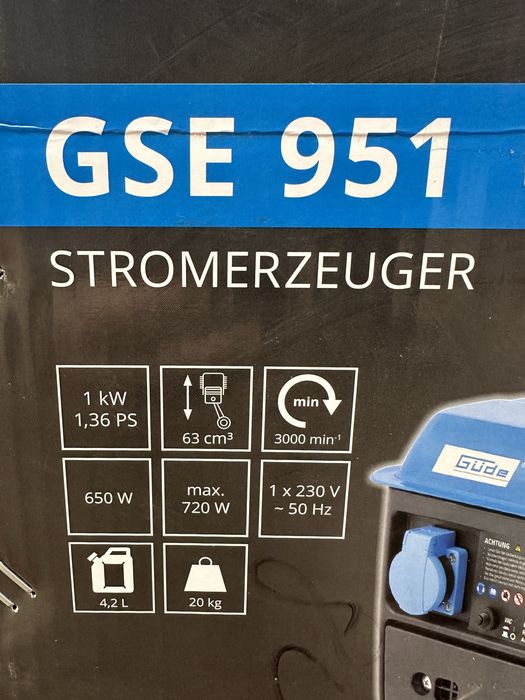 GSE 951
STROMERZEUGER
1 kW
1,36 PS
63 cm³
min
3000 min⁻¹
650 W
max.
720 W
1 x 230 V
~ 50 Hz
4,2 L
20 kg
Güde
ACHTUNG